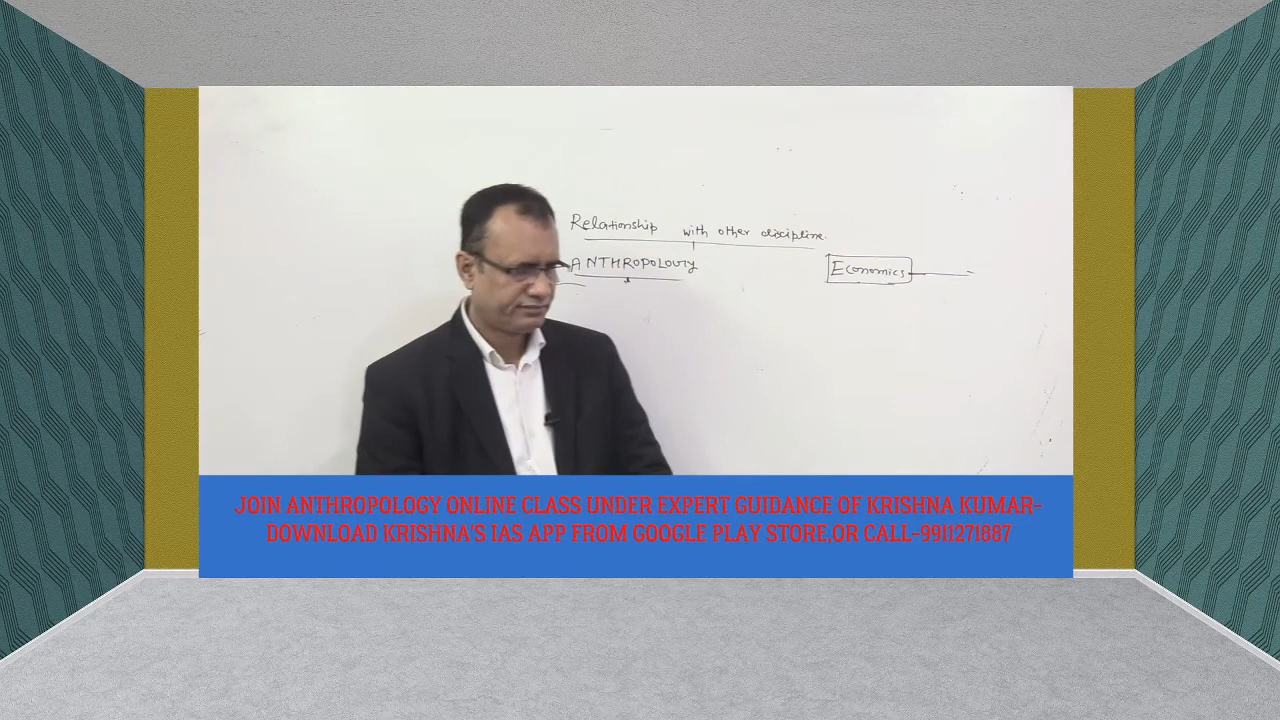 Relationship with other discipline.
ANTHROPOLOGY
Economics
JOIN ANTHROPOLOGY ONLINE CLASS UNDER EXPERT GUIDANCE OF KRISHNA KUMAR-
DOWNLOAD KRISHNA'S IAS APP FROM GOOGLE PLAY STORE,OR CALL-9911271887